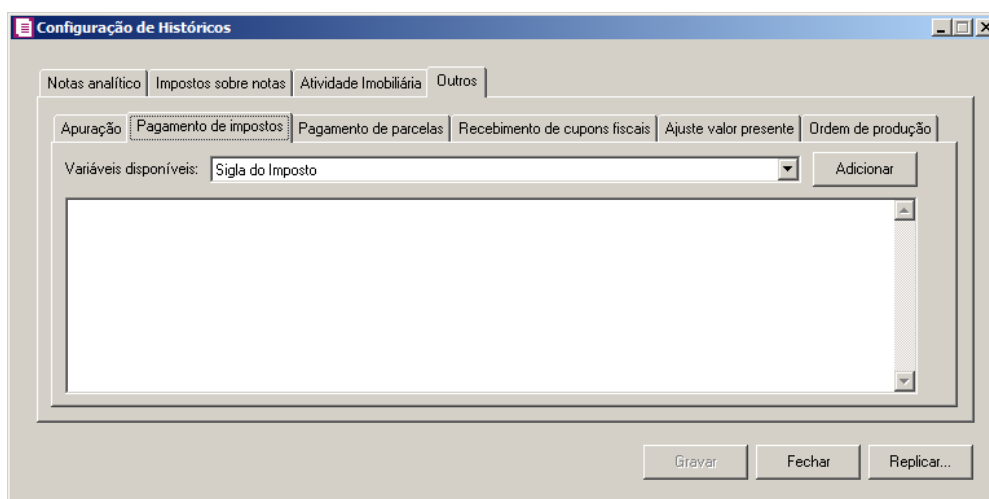 Configuração de Históricos
Notas analítico Impostos sobre notas Atividade Imobiliária Outros
Apuração Pagamento de impostos Pagamento de parcelas Recebimento de cupons fiscais Ajuste valor presente Ordem de produção
Variáveis disponíveis: Sigla do Imposto Adicionar
Gravar Fechar Replicar...